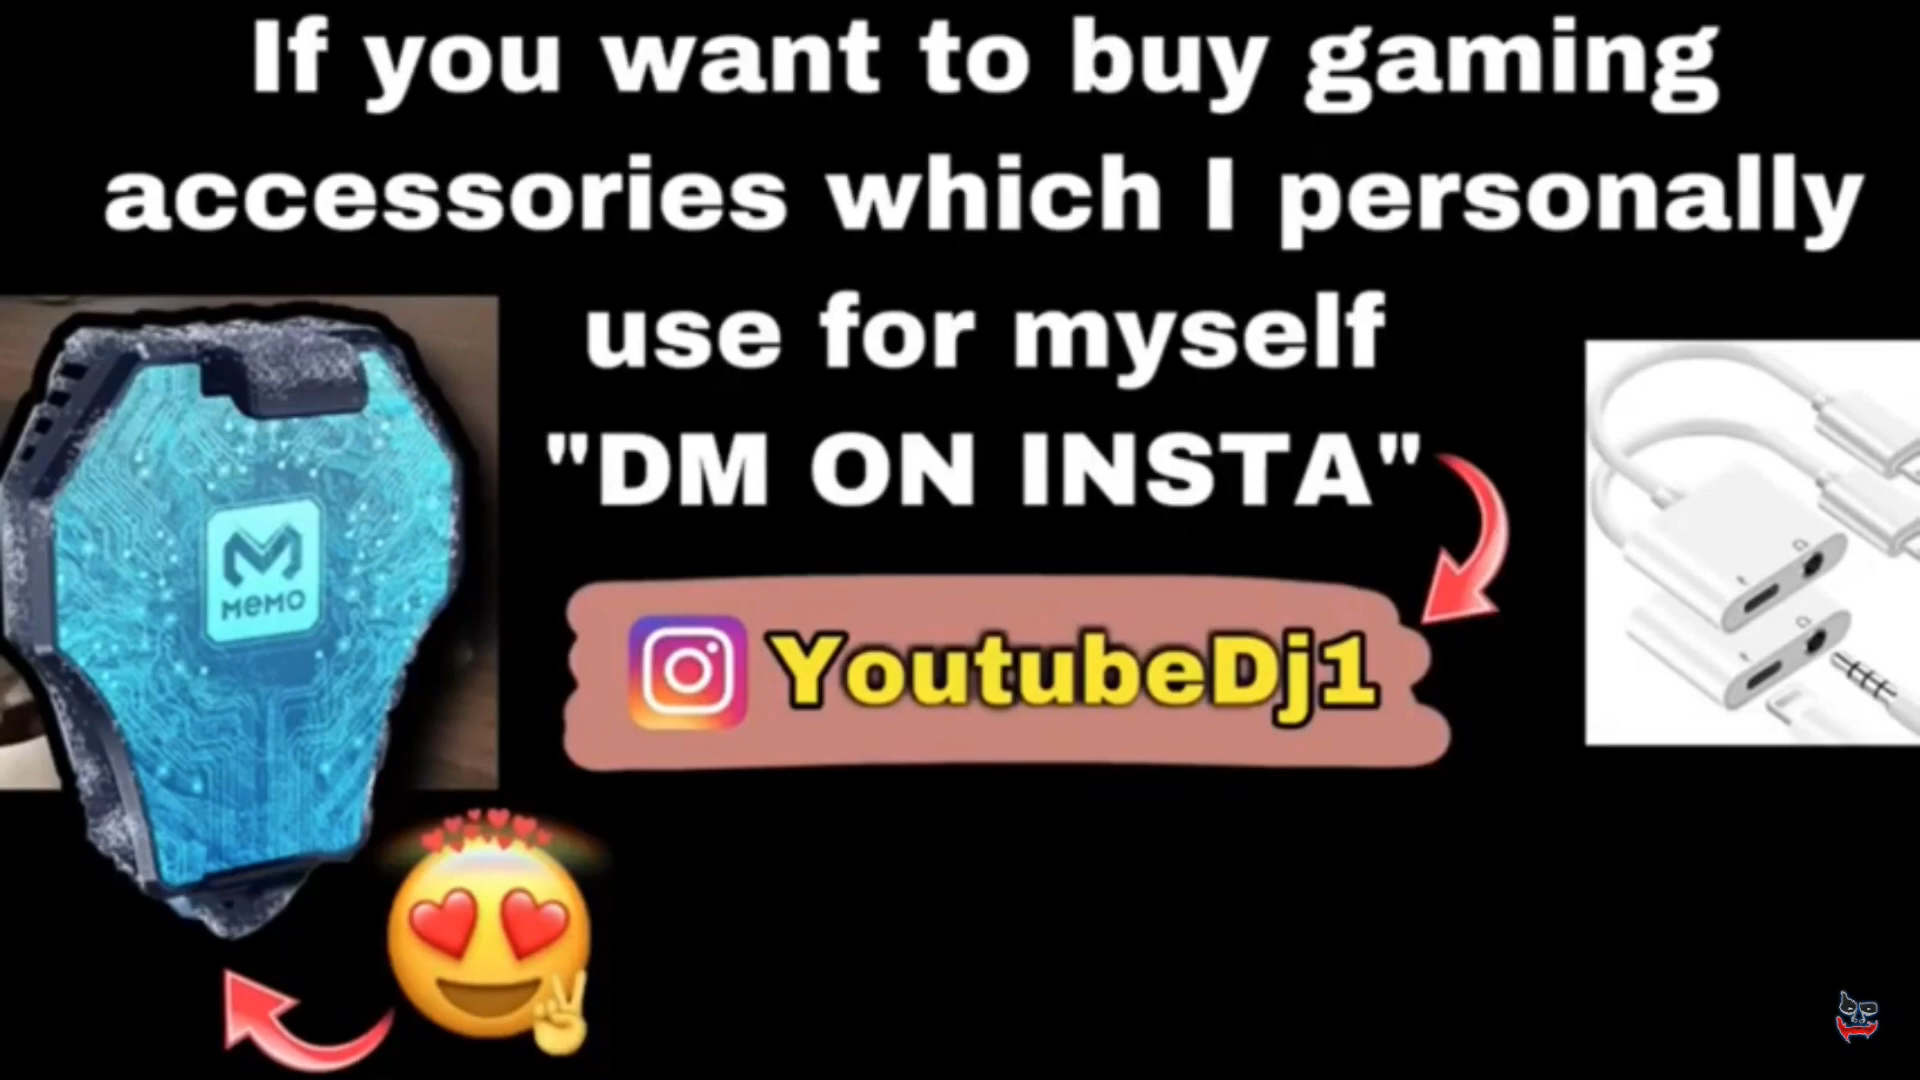 If you want to buy gaming
accessories which I personally
use for myself
"DM ON INSTA"
YoutubeDj1
MEMO